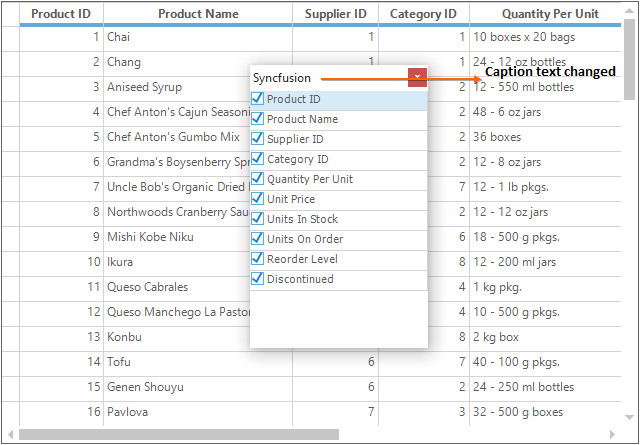 Product ID Product Name Supplier ID Category ID Quantity Per Unit
1 Chai 1 1 10 boxes x 20 bags
2 Chang 1 1 24 - 12 oz bottles
3 Aniseed Syrup 2 12 - 550 ml bottles
4 Chef Anton's Cajun Seasoni 2 48 - 6 oz jars
5 Chef Anton's Gumbo Mix 2 36 boxes
6 Grandma's Boysenberry Spr 2 12 - 8 oz jars
7 Uncle Bob's Organic Dried 7 12 - 1 lb pkgs.
8 Northwoods Cranberry Sau 2 12 - 12 oz jars
9 Mishi Kobe Niku 6 18 - 500 g pkgs.
10 Ikura 8 12 - 200 ml jars
11 Queso Cabrales 4 1 kg pkg.
12 Queso Manchego La Pastor 4 10 - 500 g pkgs.
13 Konbu 8 2 kg box
14 Tofu 6 7 40 - 100 g pkgs.
15 Genen Shouyu 6 2 24 - 250 ml bottles
16 Pavlova 7 3 32 - 500 g boxes
Syncfusion
Caption text changed
Product ID
Product Name
Supplier ID
Category ID
Quantity Per Unit
Unit Price
Units In Stock
Units On Order
Reorder Level
Discontinued